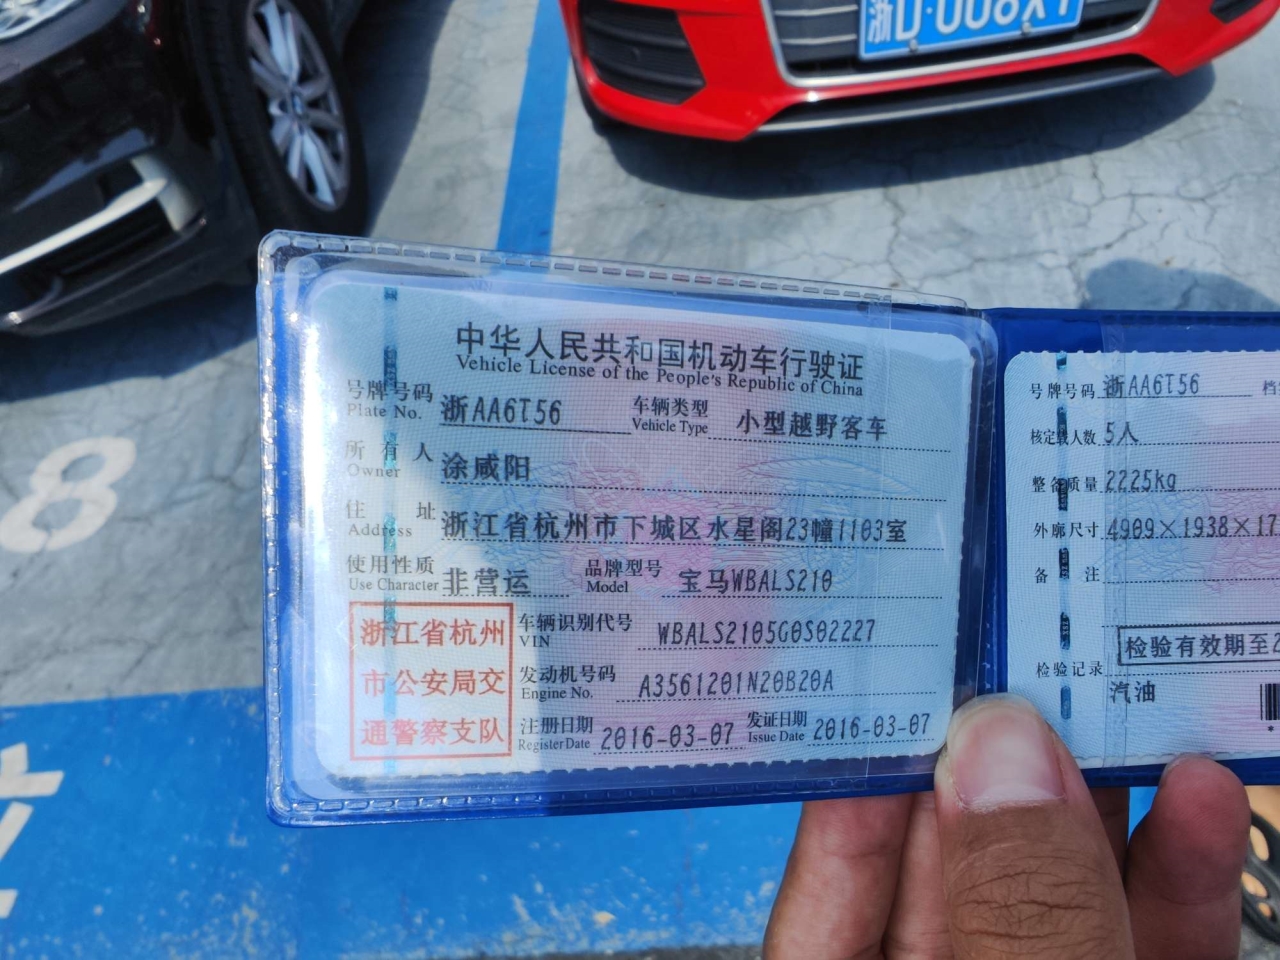 中华人民共和国机动车行驶证
Vehicle License of the People's Republic of China
号牌号码 浙AA6T56 车辆类型 小型越野客车
Plate No. Vehicle Type
所有人 涂咸阳
Owner
住址 浙江省杭州市下城区水星阁23幢1103室
Address
使用性质 非营运 品牌型号 宝马WBALS210
Use Character Model
浙江省杭州
市公安局交
通警察支队
车辆识别代号 WBALS2105G0S02227
VIN
发动机号码 A3561201N20B20A
Engine No.
注册日期 2016-03-07 发证日期 2016-03-07
Register Date Issue Date
号牌号码 浙AA6T56 档
核定载人数 5人
整备质量 2225kg
外廓尺寸 4909×1938×17
备注
检验有效期至2
检验记录
汽油
*
8